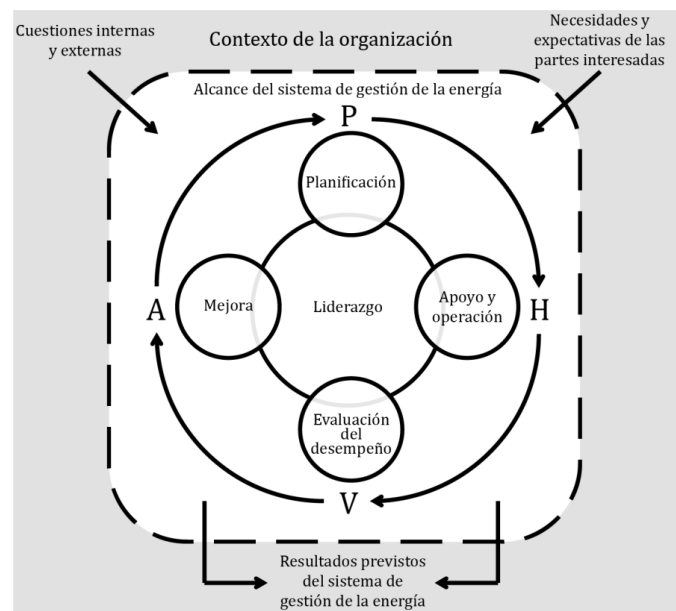 Cuestiones internas
y externas
Contexto de la organización
Necesidades y
expectativas de las
partes interesadas
Alcance del sistema de gestión de la energía
P
Planificación
A
Mejora
Liderazgo
Apoyo y
operación
H
Evaluación
del
desempeño
V
Resultados previstos
del sistema de
gestión de la energía